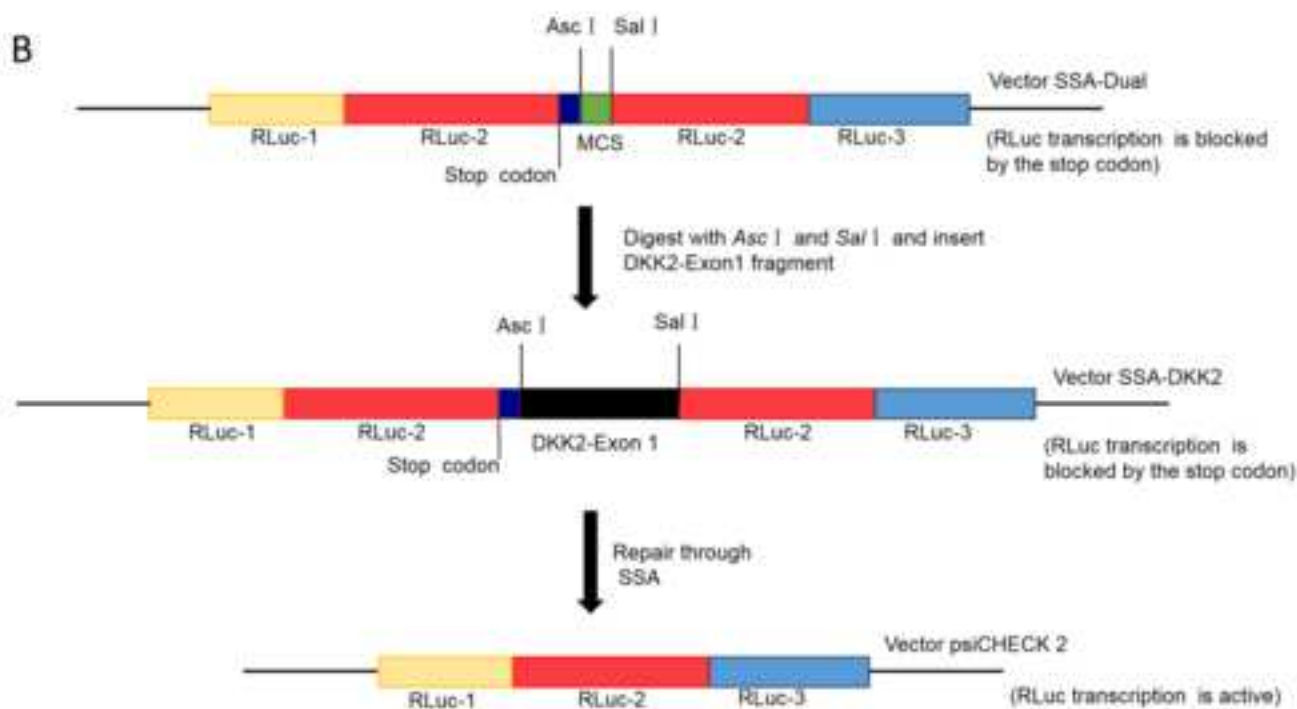 B
Asc Ⅰ Sal Ⅰ
Vector SSA-Dual
RLuc-1 RLuc-2 MCS RLuc-2 RLuc-3
Stop codon
(RLuc transcription is blocked
by the stop codon)
Digest with Asc Ⅰ and Sal Ⅰ and insert
DKK2-Exon1 fragment
Asc Ⅰ Sal Ⅰ
Vector SSA-DKK2
RLuc-1 RLuc-2 DKK2-Exon 1 RLuc-2 RLuc-3
Stop codon
(RLuc transcription is
blocked by the stop codon)
Repair through
SSA
Vector psiCHECK 2
RLuc-1 RLuc-2 RLuc-3
(RLuc transcription is active)